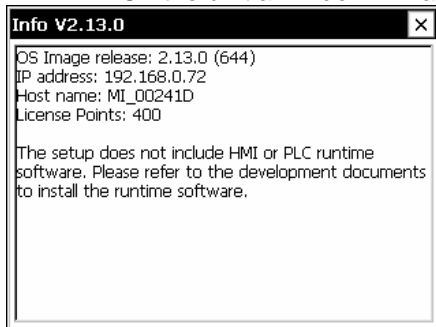 Info V2.13.0
OS Image release: 2.13.0 (644)
IP address: 192.168.0.72
Host name: MI_00241D
License Points: 400
The setup does not include HMI or PLC runtime
software. Please refer to the development documents
to install the runtime software.